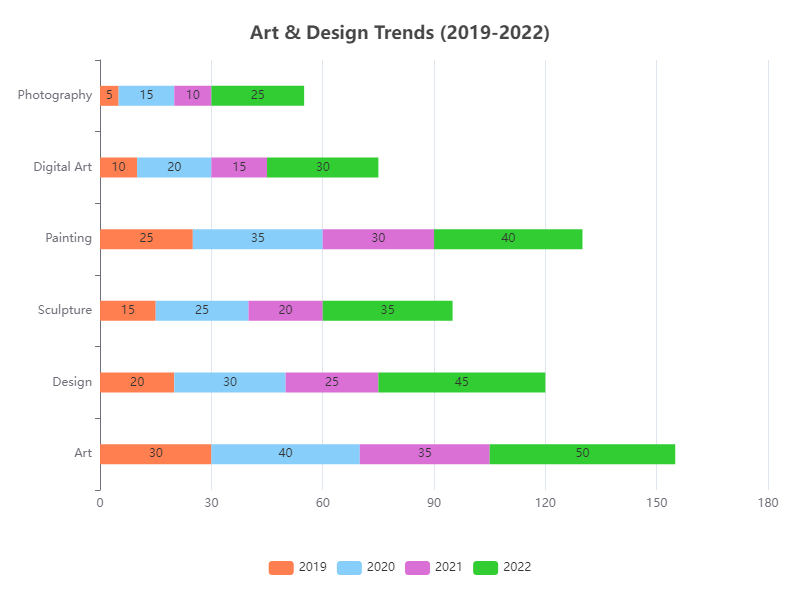 Art & Design Trends (2019-2022)
Photography 5 15 10 25
Digital Art 10 20 15 30
Painting 25 35 30 40
Sculpture 15 25 20 35
Design 20 30 25 45
Art 30 40 35 50
0 30 60 90 120 150 180
2019 2020 2021 2022